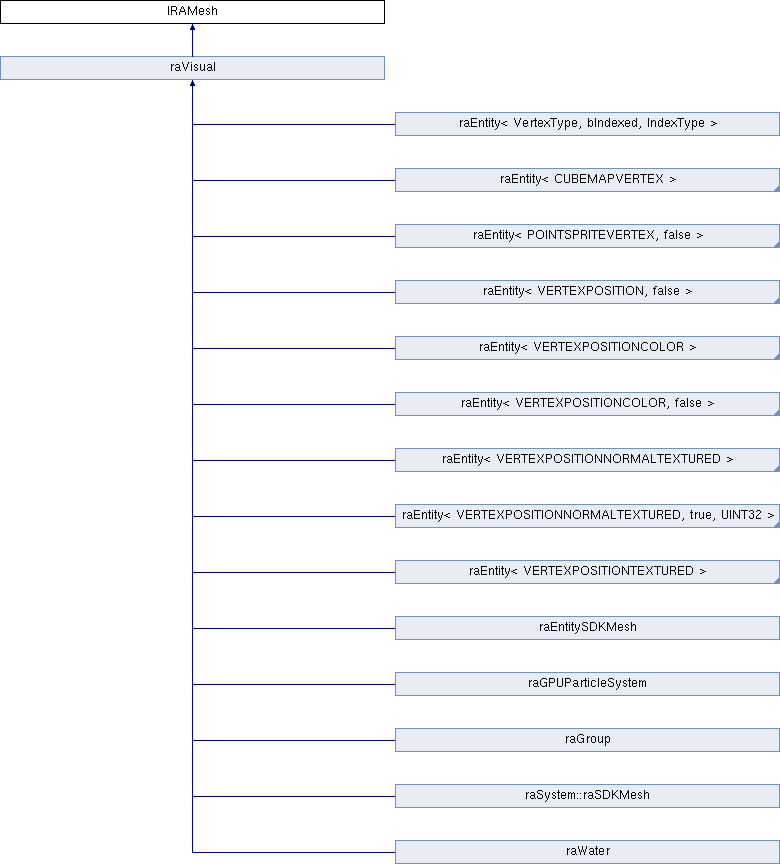 IRAMesh
raVisual
raEntity< VertexType, bIndexed, IndexType >
raEntity< CUBEMAPVERTEX >
raEntity< POINTSPRITEVERTEX, false >
raEntity< VERTEXPOSITION, false >
raEntity< VERTEXPOSITIONCOLOR >
raEntity< VERTEXPOSITIONCOLOR, false >
raEntity< VERTEXPOSITIONNORMALTEXTURED >
raEntity< VERTEXPOSITIONNORMALTEXTURED, true, UINT32 >
raEntity< VERTEXPOSITIONTEXTURED >
raEntitySDKMesh
raGPUParticleSystem
raGroup
raSystem::raSDKMesh
raWater